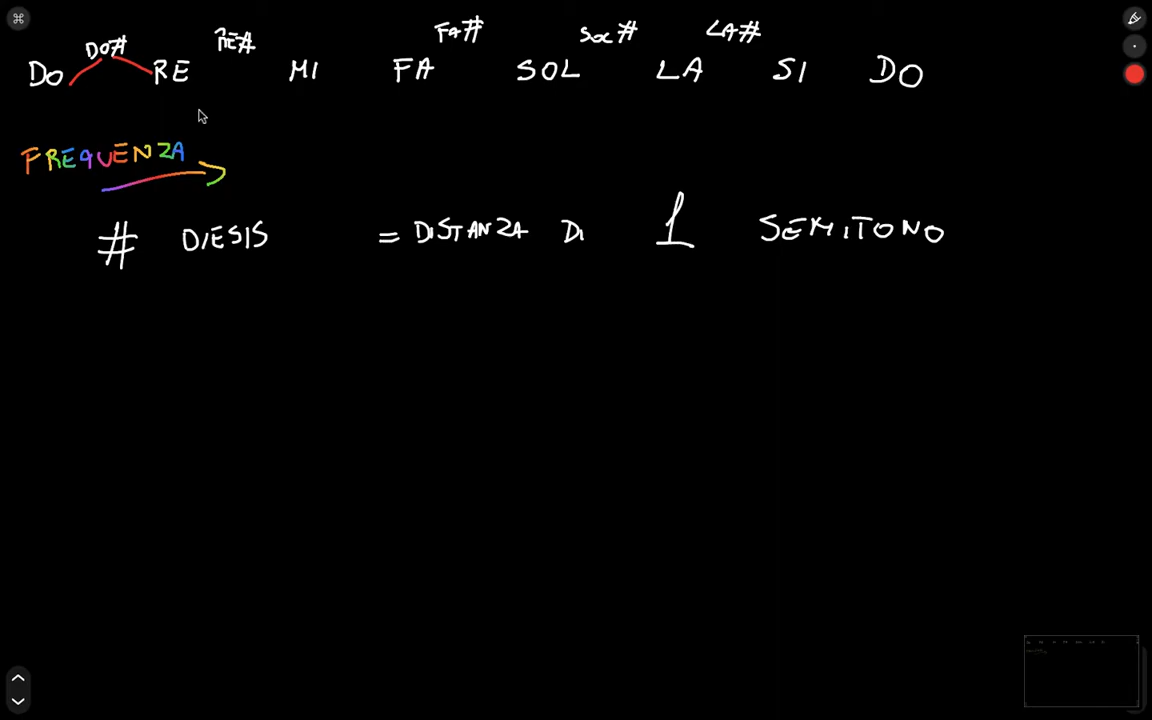 DO# RE# FA# SOL# LA#
DO RE MI FA SOL LA SI DO
FREQUENZA
# DIESIS = DISTANZA DI 1 SEMITONO